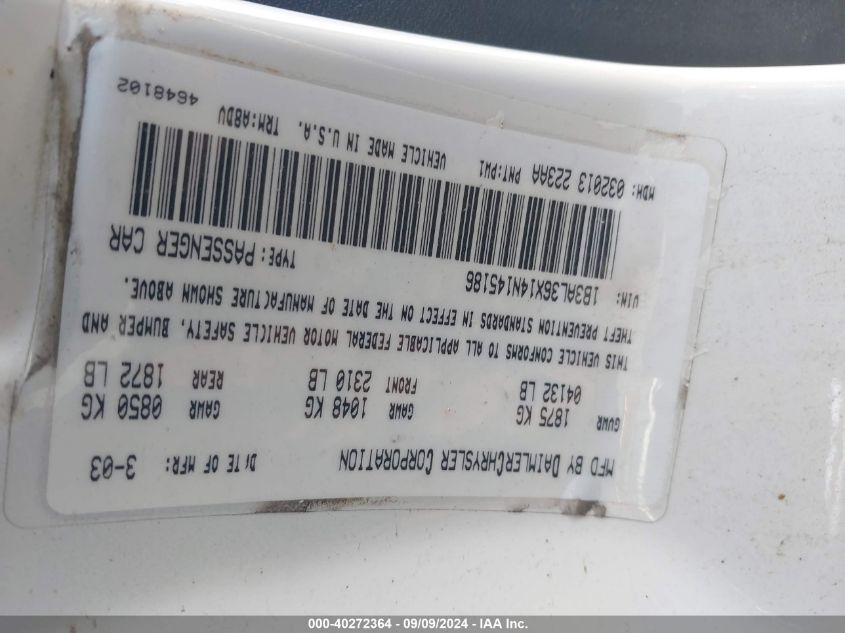 MFD BY DAIMLERCHRYSLER CORPORATION DATE OF MFR: 3-03
GVWR 1875 KG GAWR 1048 KG GAWR 0850 KG
04132 LB FRONT 2310 LB REAR 1872 LB
THIS VEHICLE CONFORMS TO ALL APPLICABLE FEDERAL MOTOR VEHICLE SAFETY, BUMPER AND
THEFT PREVENTION STANDARDS IN EFFECT ON THE DATE OF MANUFACTURE SHOWN ABOVE.
VIN: 1B3AL36X14N145186 TYPE: PASSENGER CAR
MDH: 032013 223AA PNT:PW1 VEHICLE MADE IN U.S.A. TRM:A8DV
4648102
000-40272364 - 09/09/2024 - IAA Inc.